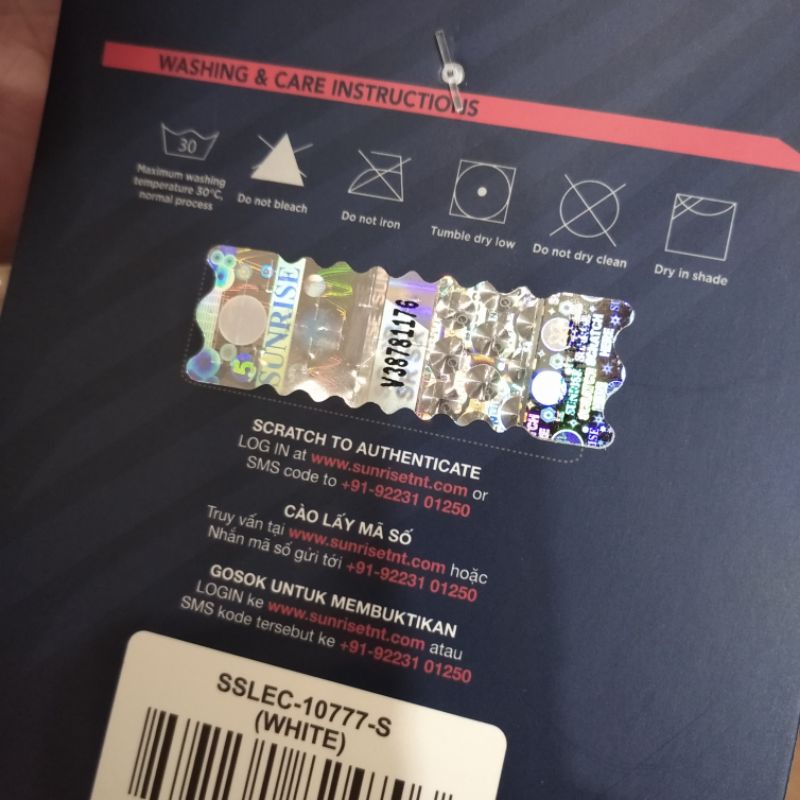 WASHING & CARE INSTRUCTIONS
30
Maximum washing
temperature 30°C,
normal process
Do not bleach
Do not iron
Tumble dry low
Do not dry clean
Dry in shade
5
SUNRISE
V38781176
SCRATCH
HERE
SCRATCH TO AUTHENTICATE
LOG IN at www.sunrisetnt.com or
SMS code to +91-92231 01250
CÀO LẤY MÃ SỐ
Truy vấn tại www.sunrisetnt.com hoặc
Nhắn mã số gửi tới +91-92231 01250
GOSOK UNTUK MEMBUKTIKAN
LOGIN ke www.sunrisetnt.com atau
SMS kode tersebut ke +91-92231 01250
SSLEC-10777-S
(WHITE)